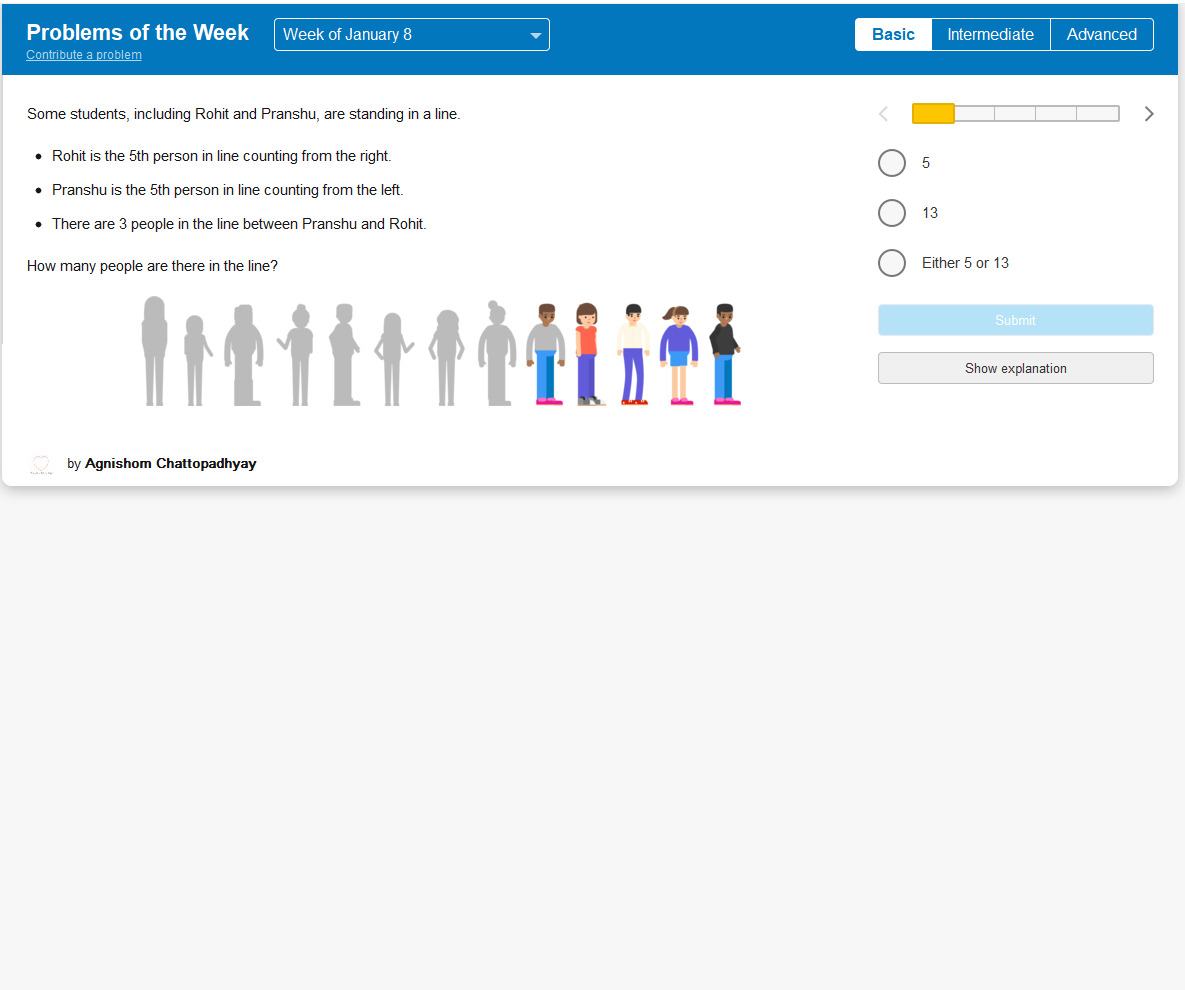 Problems of the Week
Contribute a problem
Week of January 8
Basic
Intermediate
Advanced
Some students, including Rohit and Pranshu, are standing in a line.
Rohit is the 5th person in line counting from the right.
Pranshu is the 5th person in line counting from the left.
There are 3 people in the line between Pranshu and Rohit.
How many people are there in the line?
5
13
Either 5 or 13
Submit
Show explanation
by Agnishom Chattopadhyay